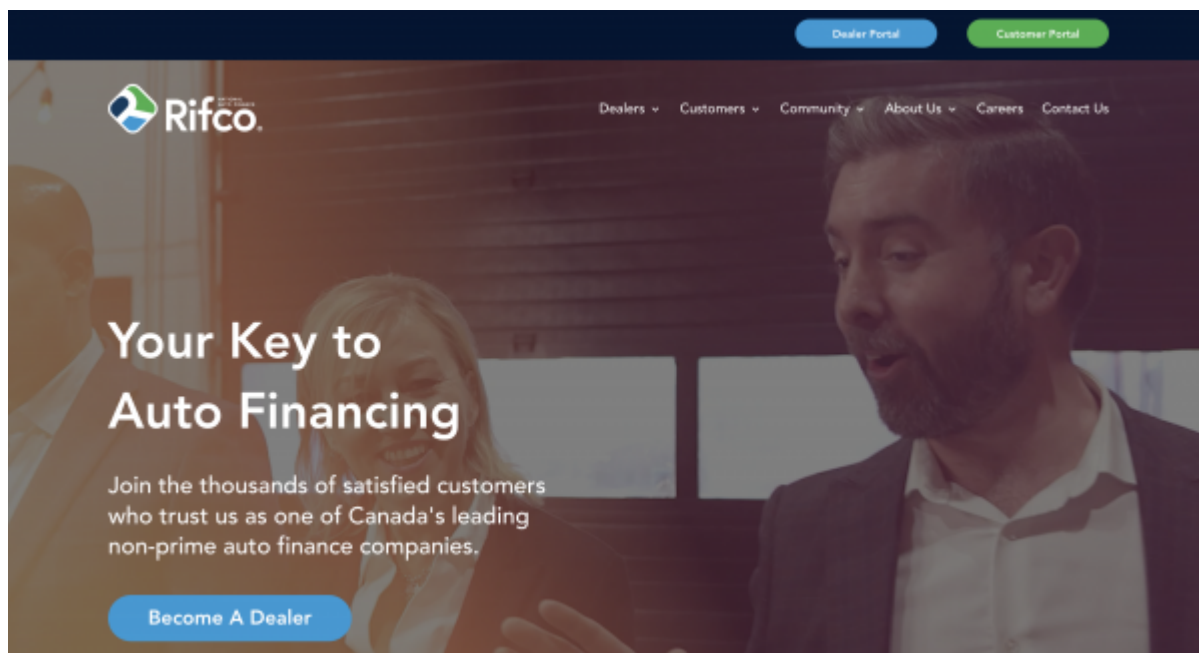 Dealer Portal
Customer Portal
Rifco.
Dealers
Customers
Community
About Us
Careers
Contact Us
Your Key to
Auto Financing
Join the thousands of satisfied customers
who trust us as one of Canada's leading
non-prime auto finance companies.
Become A Dealer